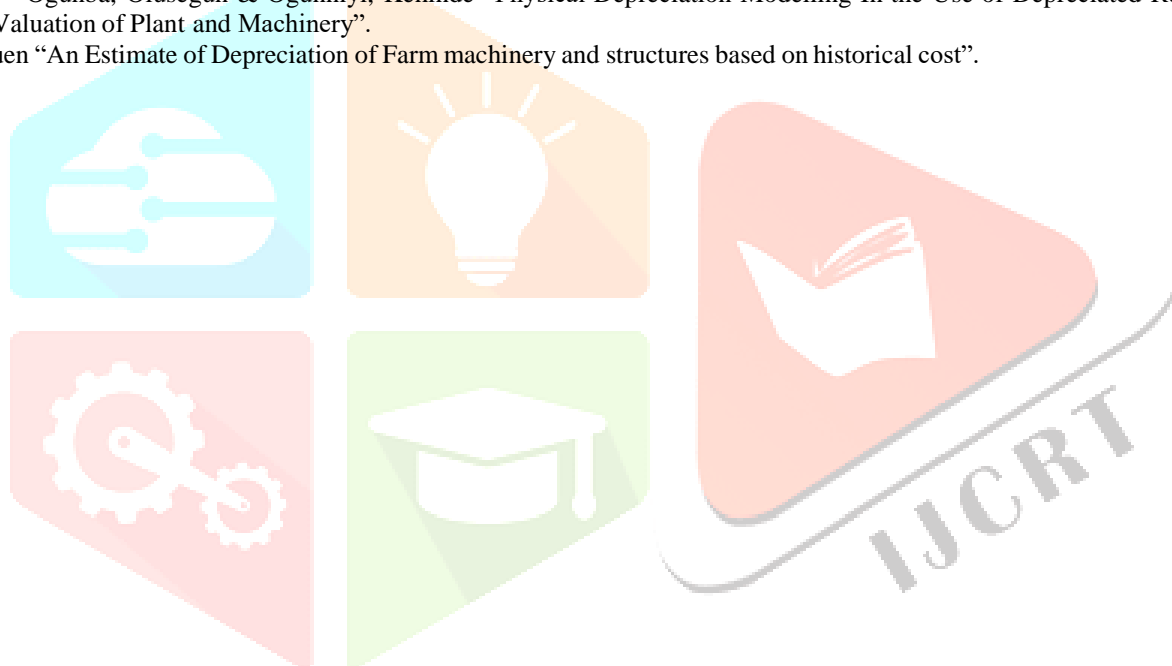 Ogunba, Olusegun & Ogunniyi, Kehinde "Physical Depreciation Modelling In the Use of Depreciated
Valuation of Plant and Machinery”.
“An Estimate of Depreciation of Farm machinery and structures based on historical cost”.
IJCRT